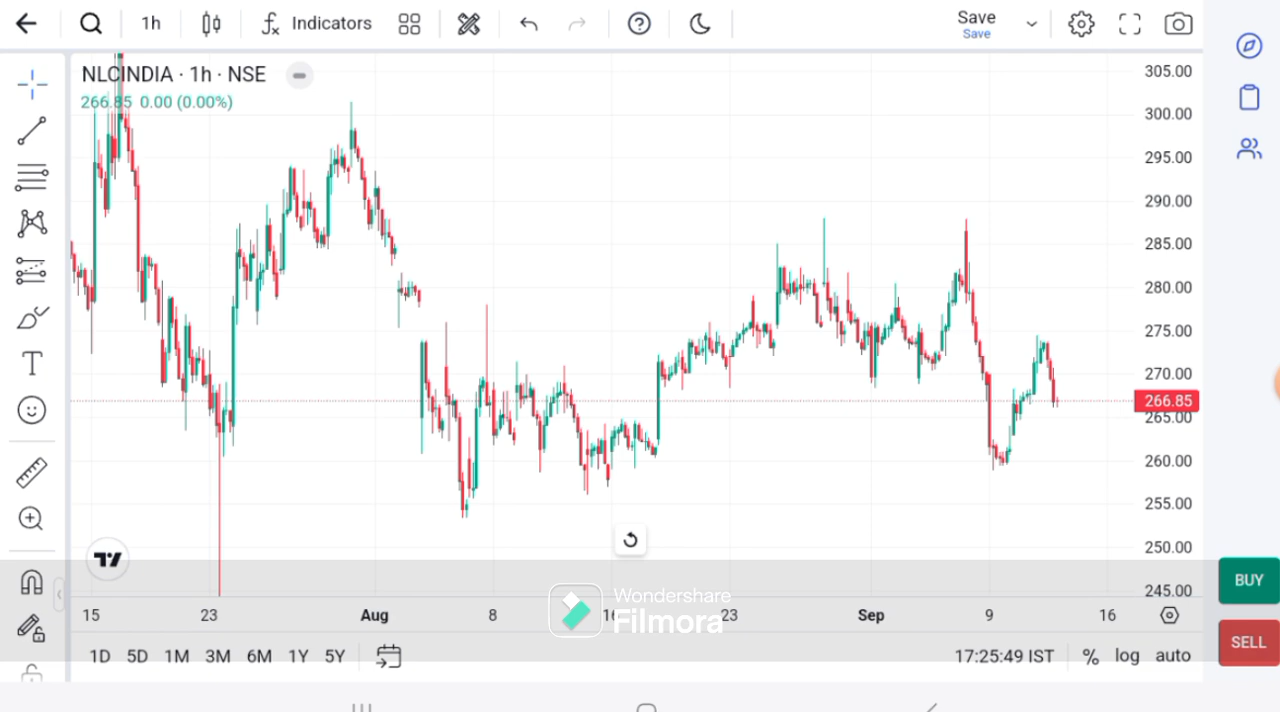 1h Indicators Save
Save
NLCINDIA · 1h · NSE
266.85 0.00 (0.00%)
305.00
300.00
295.00
290.00
285.00
280.00
275.00
270.00
266.85
265.00
260.00
255.00
250.00
245.00
BUY
SELL
Wondershare
Filmora
15 23 Aug 8 16 23 Sep 9 16
1D 5D 1M 3M 6M 1Y 5Y 17:25:49 IST % log auto